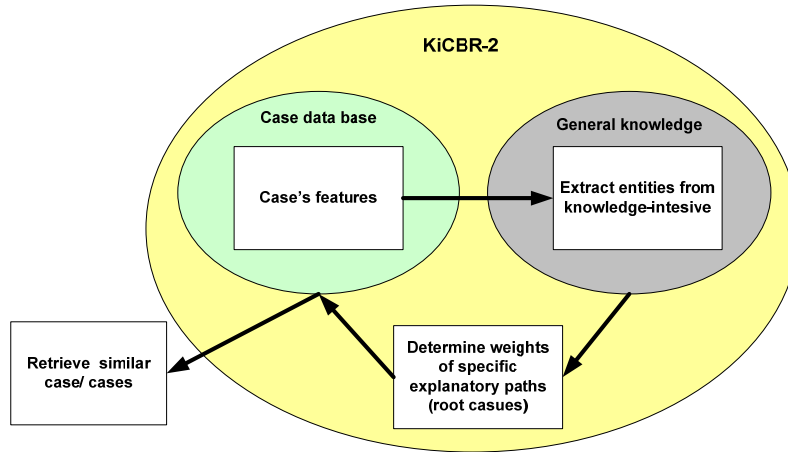 KiCBR-2
Case data base
General knowledge
Case's features
Extract entities from
knowledge-intesive
Retrieve similar
case/ cases
Determine weights
of specific
explanatory paths
(root casues)